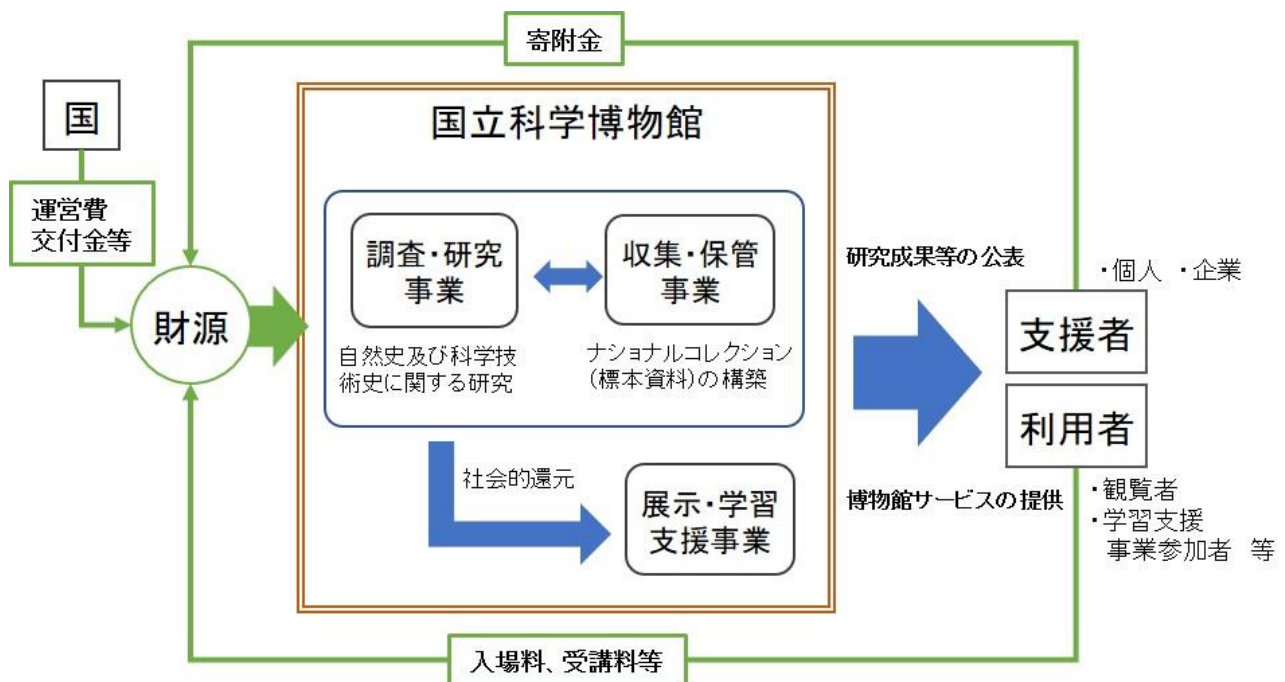 寄附金
国
国立科学博物館
運営費
交付金等
財源
調査・研究
事業
収集・保管
事業
自然史及び科学技
術史に関する研究
ナショナルコレクション
(標本資料)の構築
社会的還元
展示・学習
支援事業
研究成果等の公表
博物館サービスの提供
・個人 ・企業
支援者
利用者
・観覧者
・学習支援
事業参加者 等
入場料、受講料等